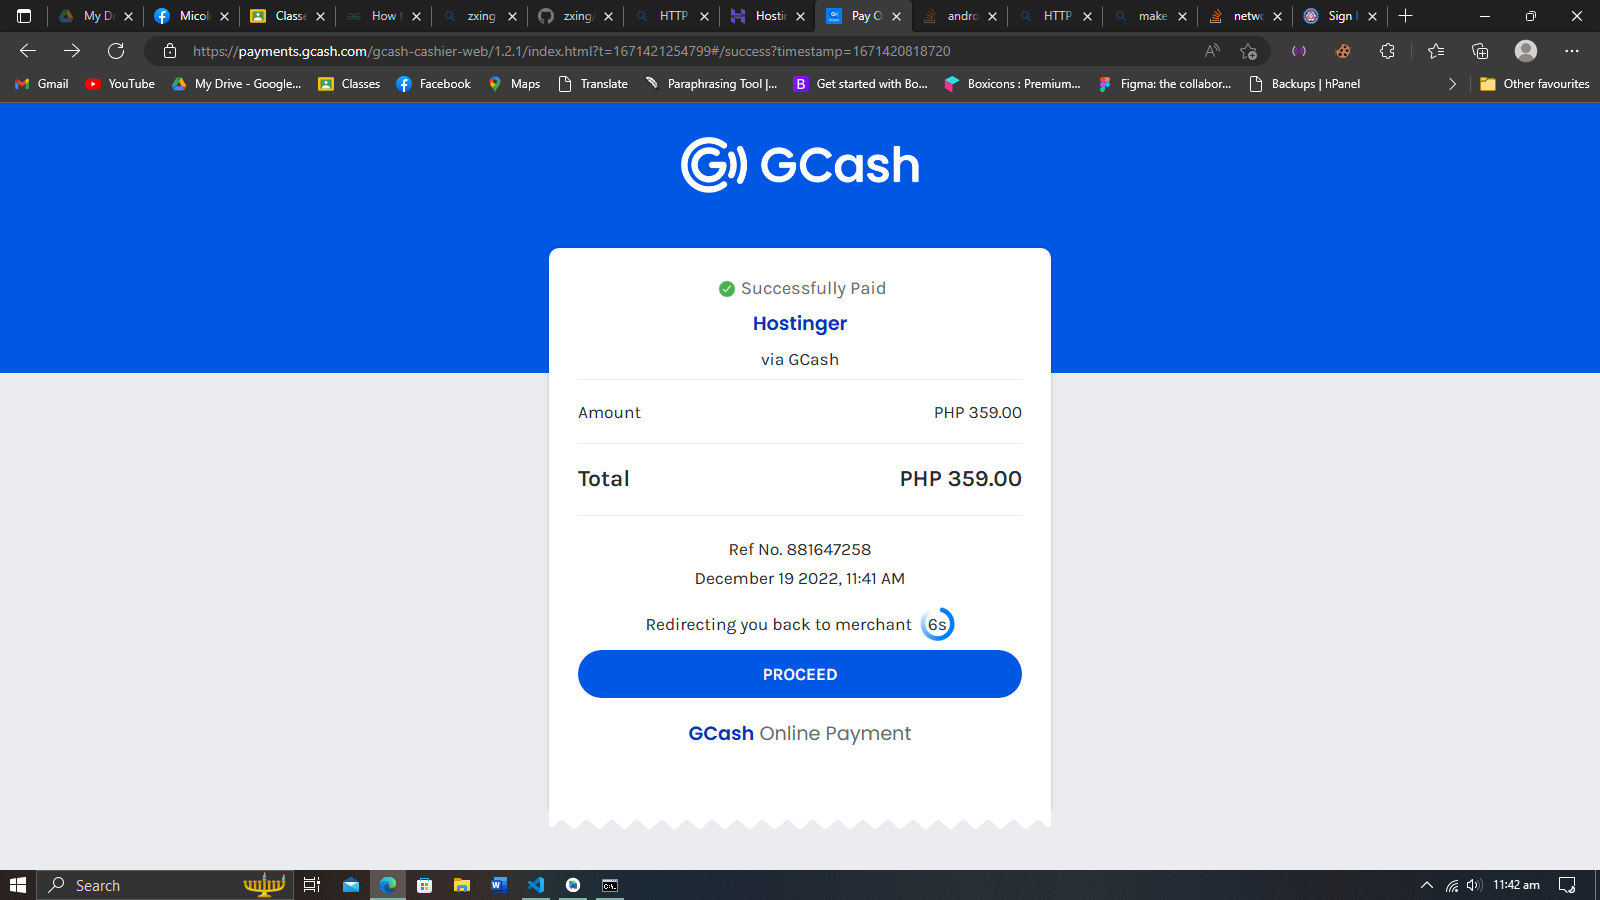 My Dr
Micole
Classe
How t
zxing
zxing/
HTTP
Hostin
Pay O
andro
HTTP
make
netwo
Sign I
https://payments.gcash.com/gcash-cashier-web/1.2.1/index.html?t=1671421254799#/success?timestamp=1671420818720
Gmail YouTube My Drive - Google... Classes Facebook Maps Translate Paraphrasing Tool |... Get started with Bo... Boxicons : Premium... Figma: the collabor... Backups | hPanel Other favourites
GCash
Successfully Paid
Hostinger
via GCash
Amount PHP 359.00
Total PHP 359.00
Ref No. 881647258
December 19 2022, 11:41 AM
Redirecting you back to merchant 6s
PROCEED
GCash Online Payment
Search 11:42 am